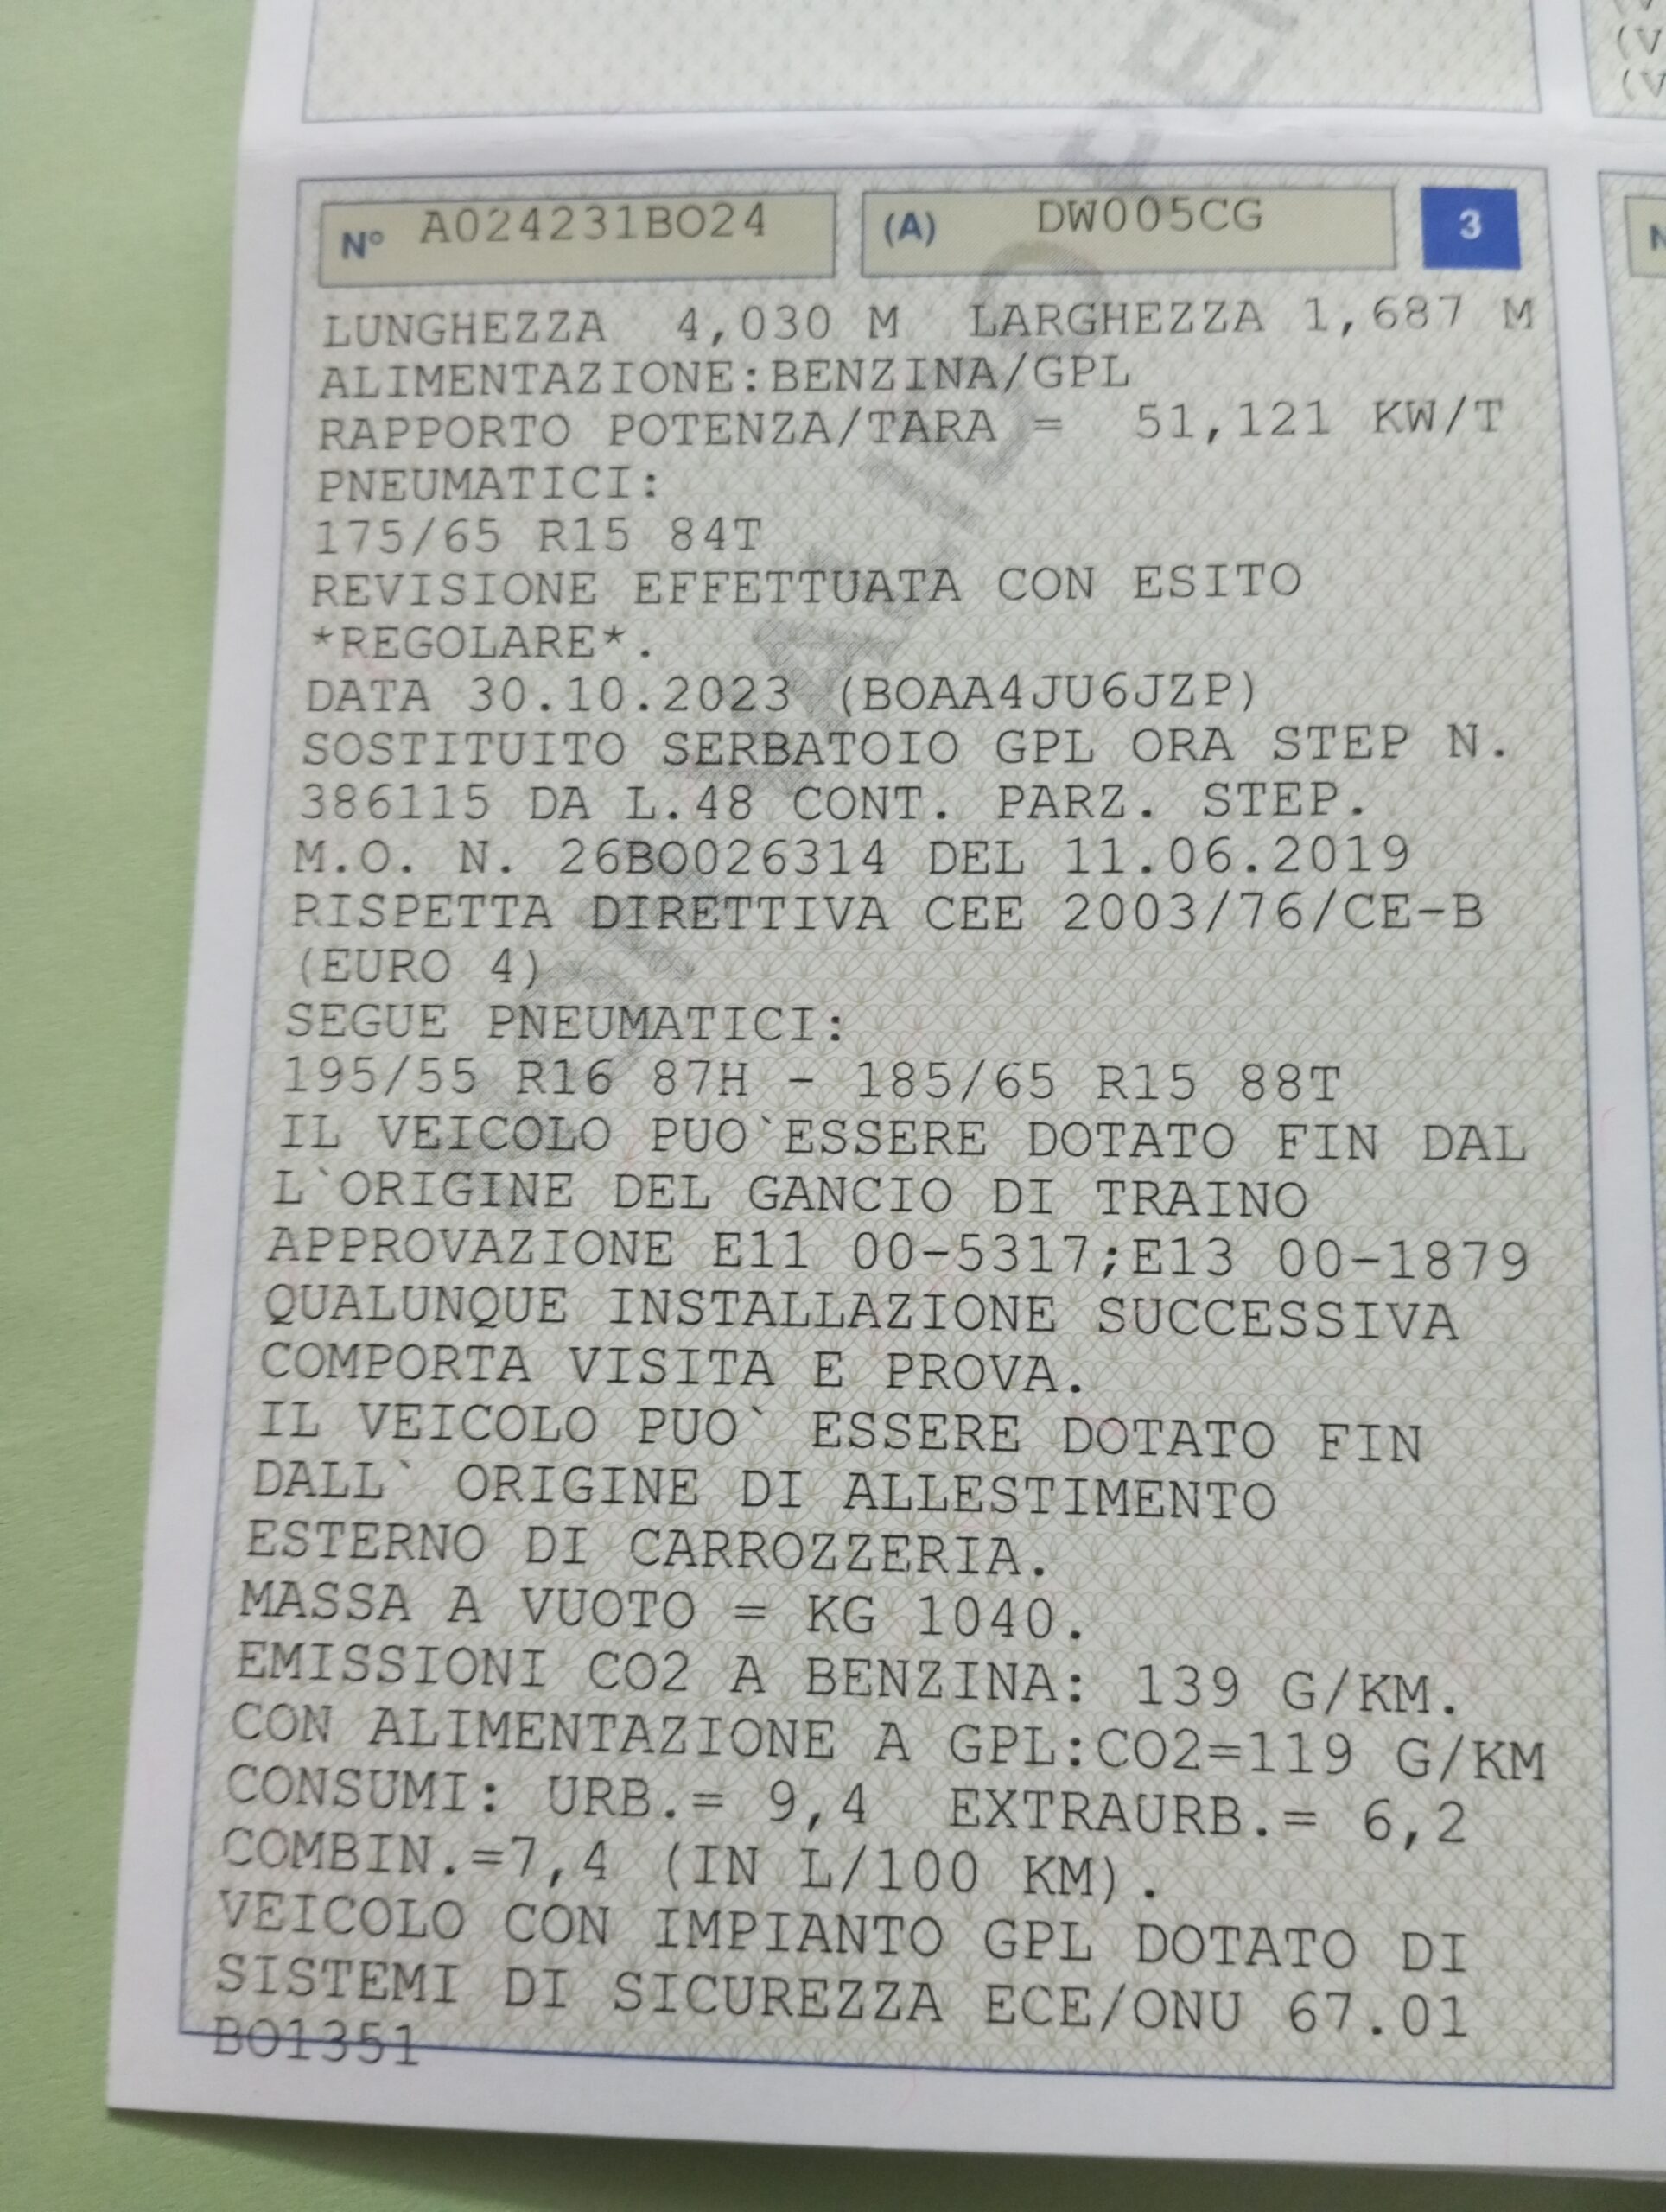 N° A024231BO24 (A) DW005CG 3
LUNGHEZZA 4,030 M LARGHEZZA 1,687 M
ALIMENTAZIONE:BENZINA/GPL
RAPPORTO POTENZA/TARA = 51,121 KW/T
PNEUMATICI:
175/65 R15 84T
REVISIONE EFFETTUATA CON ESITO
*REGOLARE*.
DATA 30.10.2023 (BOAA4JU6JZP)
SOSTITUITO SERBATOIO GPL ORA STEP N.
386115 DA L.48 CONT. PARZ. STEP.
M.O. N. 26BO026314 DEL 11.06.2019
RISPETTA DIRETTIVA CEE 2003/76/CE-B
(EURO 4)
SEGUE PNEUMATICI:
195/55 R16 87H - 185/65 R15 88T
IL VEICOLO PUO`ESSERE DOTATO FIN DAL
L`ORIGINE DEL GANCIO DI TRAINO
APPROVAZIONE E11 00-5317;E13 00-1879
QUALUNQUE INSTALLAZIONE SUCCESSIVA
COMPORTA VISITA E PROVA.
IL VEICOLO PUO` ESSERE DOTATO FIN
DALL` ORIGINE DI ALLESTIMENTO
ESTERNO DI CARROZZERIA.
MASSA A VUOTO = KG 1040.
EMISSIONI CO2 A BENZINA: 139 G/KM.
CON ALIMENTAZIONE A GPL:CO2=119 G/KM
CONSUMI: URB.= 9,4 EXTRAURB.= 6,2
COMBIN.=7,4 (IN L/100 KM).
VEICOLO CON IMPIANTO GPL DOTATO DI
SISTEMI DI SICUREZZA ECE/ONU 67.01
BO1351